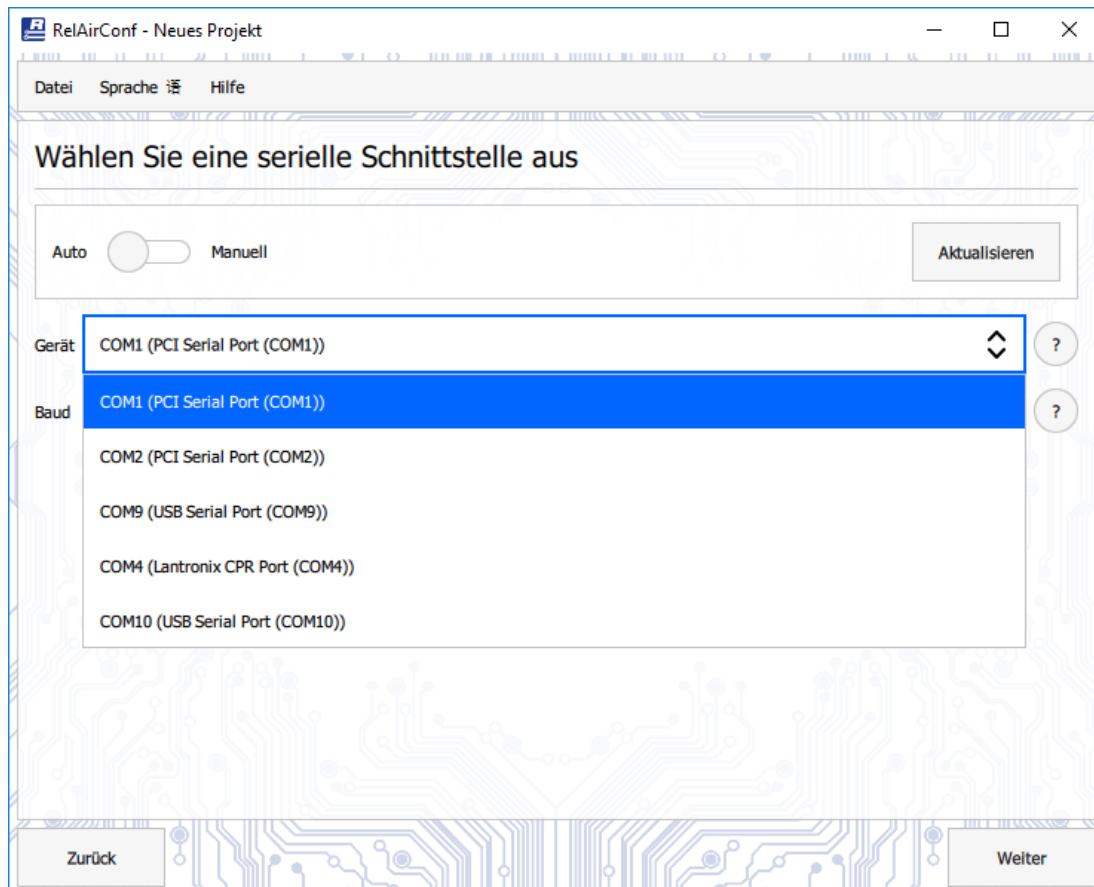 RelAirConf - Neues Projekt
Datei Sprache 语 Hilfe
Wählen Sie eine serielle Schnittstelle aus
Auto Manuell Aktualisieren
Gerät COM1 (PCI Serial Port (COM1)) ?
COM1 (PCI Serial Port (COM1))
Baud ?
COM2 (PCI Serial Port (COM2))
COM9 (USB Serial Port (COM9))
COM4 (Lantronix CPR Port (COM4))
COM10 (USB Serial Port (COM10))
Zurück Weiter